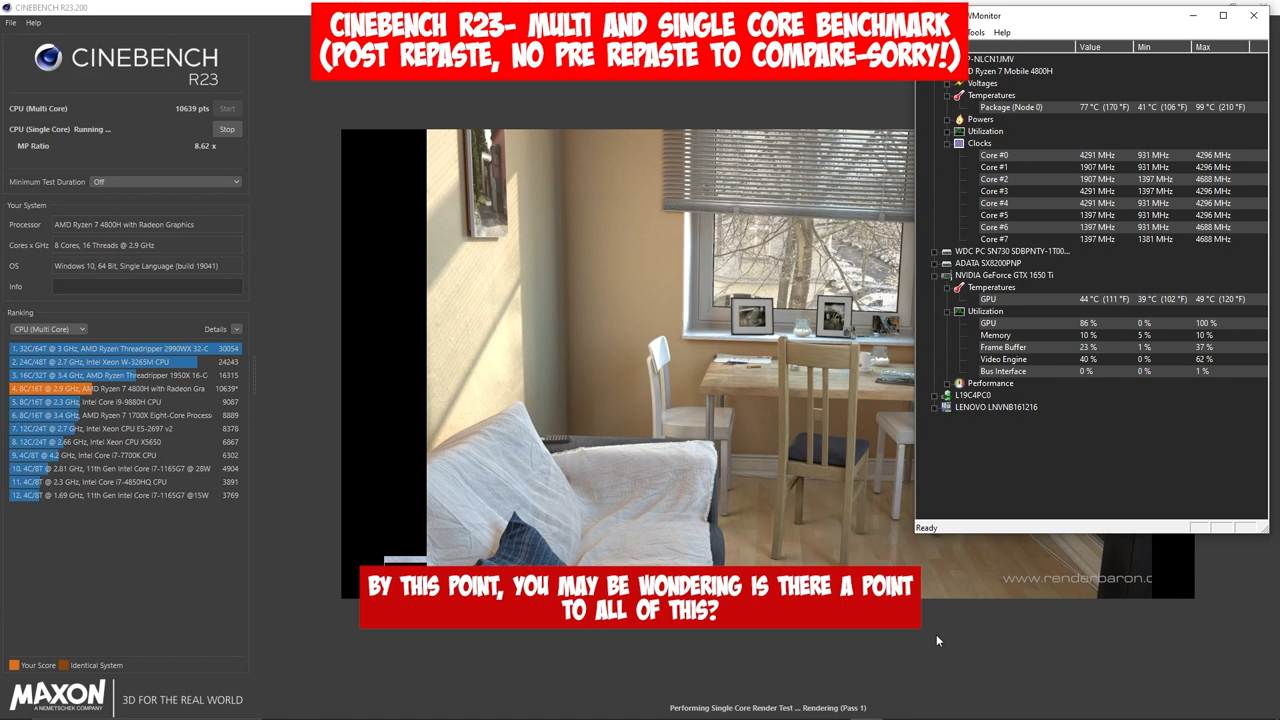 CINEBENCH R23.200
File Help
CINEBENCH
R23
CPU (Multi Core) 10639 pts Start
CPU (Single Core) Running ... Stop
MP Ratio 8.62 x
Minimum Test Duration Off
Your System
Processor AMD Ryzen 7 4800H with Radeon Graphics
Cores x GHz 8 Cores, 16 Threads @ 2.9 GHz
OS Windows 10, 64 Bit, Single Language (build 19041)
Info
Ranking
CPU (Multi Core) Details
1. 32C/64T @ 3 GHz, AMD Ryzen Threadripper 2990WX 32-C 30054
2. 24C/48T @ 2.7 GHz, Intel Xeon W-3265M CPU 24243
3. 16C/32T @ 3.4 GHz, AMD Ryzen Threadripper 1950X 16-C 16315
4. 8C/16T @ 2.9 GHz, AMD Ryzen 7 4800H with Radeon Gra 10639*
5. 8C/16T @ 2.3 GHz, Intel Core i9-9880H CPU 9087
6. 8C/16T @ 3.4 GHz, AMD Ryzen 7 1700X Eight-Core Process 8889
7. 12C/24T @ 2.7 GHz, Intel Xeon CPU E5-2697 v2 8378
8. 12C/24T @ 2.66 GHz, Intel Xeon CPU X5650 6867
9. 4C/8T @ 4.2 GHz, Intel Core i7-7700K CPU 6302
10. 4C/8T @ 2.81 GHz, 11th Gen Intel Core i7-1165G7 @ 28W 4904
11. 4C/8T @ 2.3 GHz, Intel Core i7-4850HQ CPU 3891
12. 4C/8T @ 1.69 GHz, 11th Gen Intel Core i7-1165G7 @15W 3769
Your Score Identical System
MAXON
A NEMETSCHEK COMPANY
3D FOR THE REAL WORLD
CINEBENCH R23- MULTI AND SINGLE CORE BENCHMARK
(POST REPASTE, NO PRE REPASTE TO COMPARE-SORRY!)
WMonitor
Tools Help
Value Min Max
P-NLCN1JMV
D Ryzen 7 Mobile 4800H
Voltages
Temperatures
Package (Node 0) 77 °C (170 °F) 41 °C (106 °F) 99 °C (210 °F)
Powers
Utilization
Clocks
Core #0 4291 MHz 931 MHz 4296 MHz
Core #1 1907 MHz 931 MHz 4296 MHz
Core #2 1907 MHz 1397 MHz 4688 MHz
Core #3 4291 MHz 931 MHz 4296 MHz
Core #4 4291 MHz 931 MHz 4296 MHz
Core #5 1397 MHz 931 MHz 4296 MHz
Core #6 1397 MHz 931 MHz 4688 MHz
Core #7 1397 MHz 1381 MHz 4688 MHz
WDC PC SN730 SDBPNTY-1T00...
ADATA SX8200PNP
NVIDIA GeForce GTX 1650 Ti
Temperatures
GPU 44 °C (111 °F) 39 °C (102 °F) 49 °C (120 °F)
Utilization
GPU 86 % 0 % 100 %
Memory 10 % 5 % 10 %
Frame Buffer 23 % 1 % 37 %
Video Engine 40 % 0 % 62 %
Bus Interface 0 % 0 % 1 %
Performance
L19C4PC0
LENOVO LNVNB161216
Ready
www.renderbaron.c
BY THIS POINT, YOU MAY BE WONDERING IS THERE A POINT
TO ALL OF THIS?
Performing Single Core Render Test ... Rendering (Pass 1)